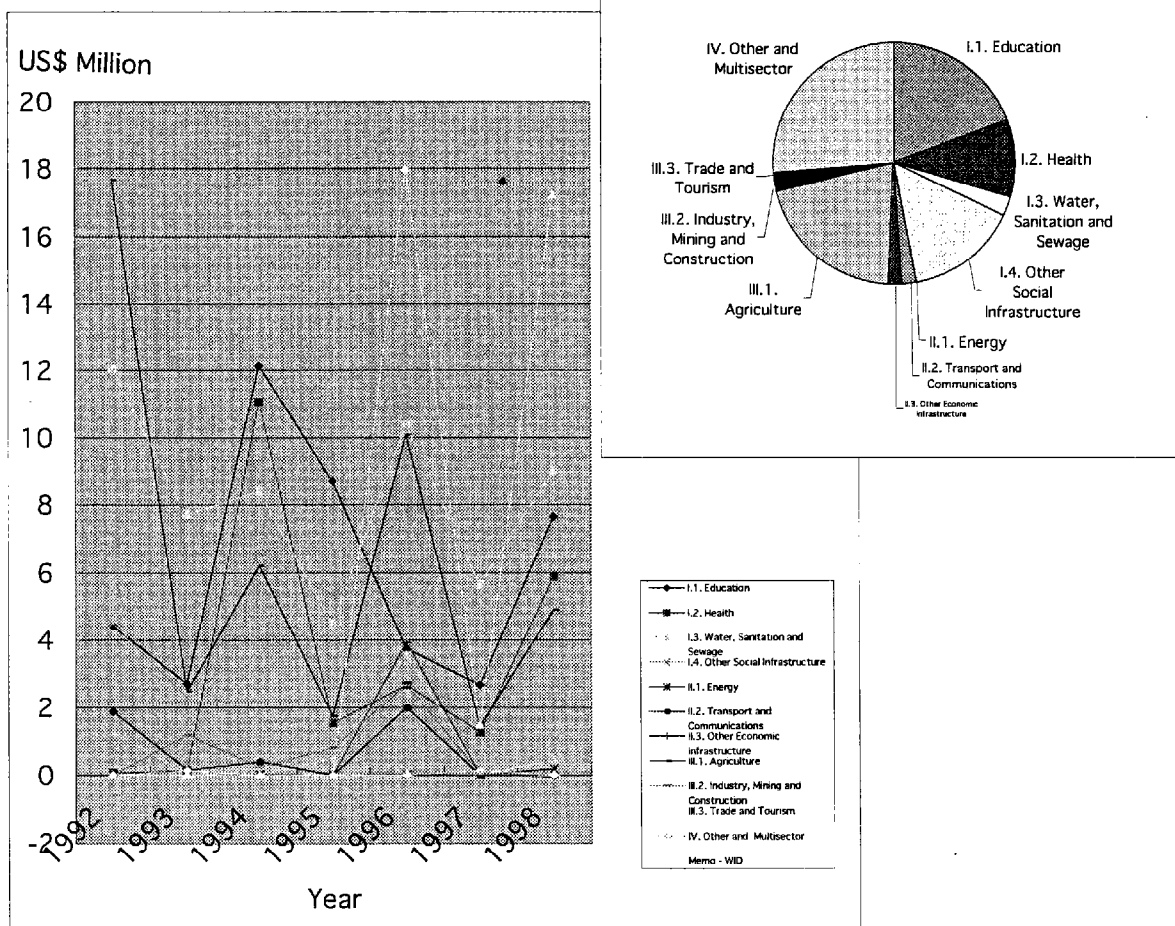 US$ Million
20
18
16
14
12
10
8
6
4
2
0
-2
1992
1993
1994
1995
1996
1997
1998
Year
IV. Other and
Multisector
I.1. Education
I.2. Health
I.3. Water,
Sanitation and
Sewage
I.4. Other
Social
Infrastructure
II.1. Energy
II.2. Transport and
Communications
II.3. Other Economic
Infrastructure
III.1.
Agriculture
III.2. Industry,
Mining and
Construction
III.3. Trade and
Tourism
I.1. Education
I.2. Health
I.3. Water, Sanitation and
Sewage
I.4. Other Social Infrastructure
II.1. Energy
II.2. Transport and
Communications
II.3. Other Economic
infrastructure
III.1. Agriculture
III.2. Industry, Mining and
Construction
III.3. Trade and Tourism
IV. Other and Multisector
Memo - WID